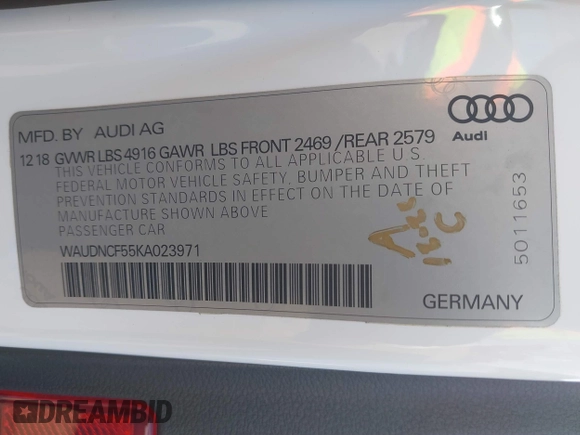 MFD. BY AUDI AG
Audi
12 18 GVWR LBS 4916 GAWR LBS FRONT 2469 /REAR 2579
THIS VEHICLE CONFORMS TO ALL APPLICABLE U.S.
FEDERAL MOTOR VEHICLE SAFETY, BUMPER AND THEFT
PREVENTION STANDARDS IN EFFECT ON THE DATE OF
MANUFACTURE SHOWN ABOVE
PASSENGER CAR
WAUDNCF55KA023971
5011653
GERMANY
DREAMBID